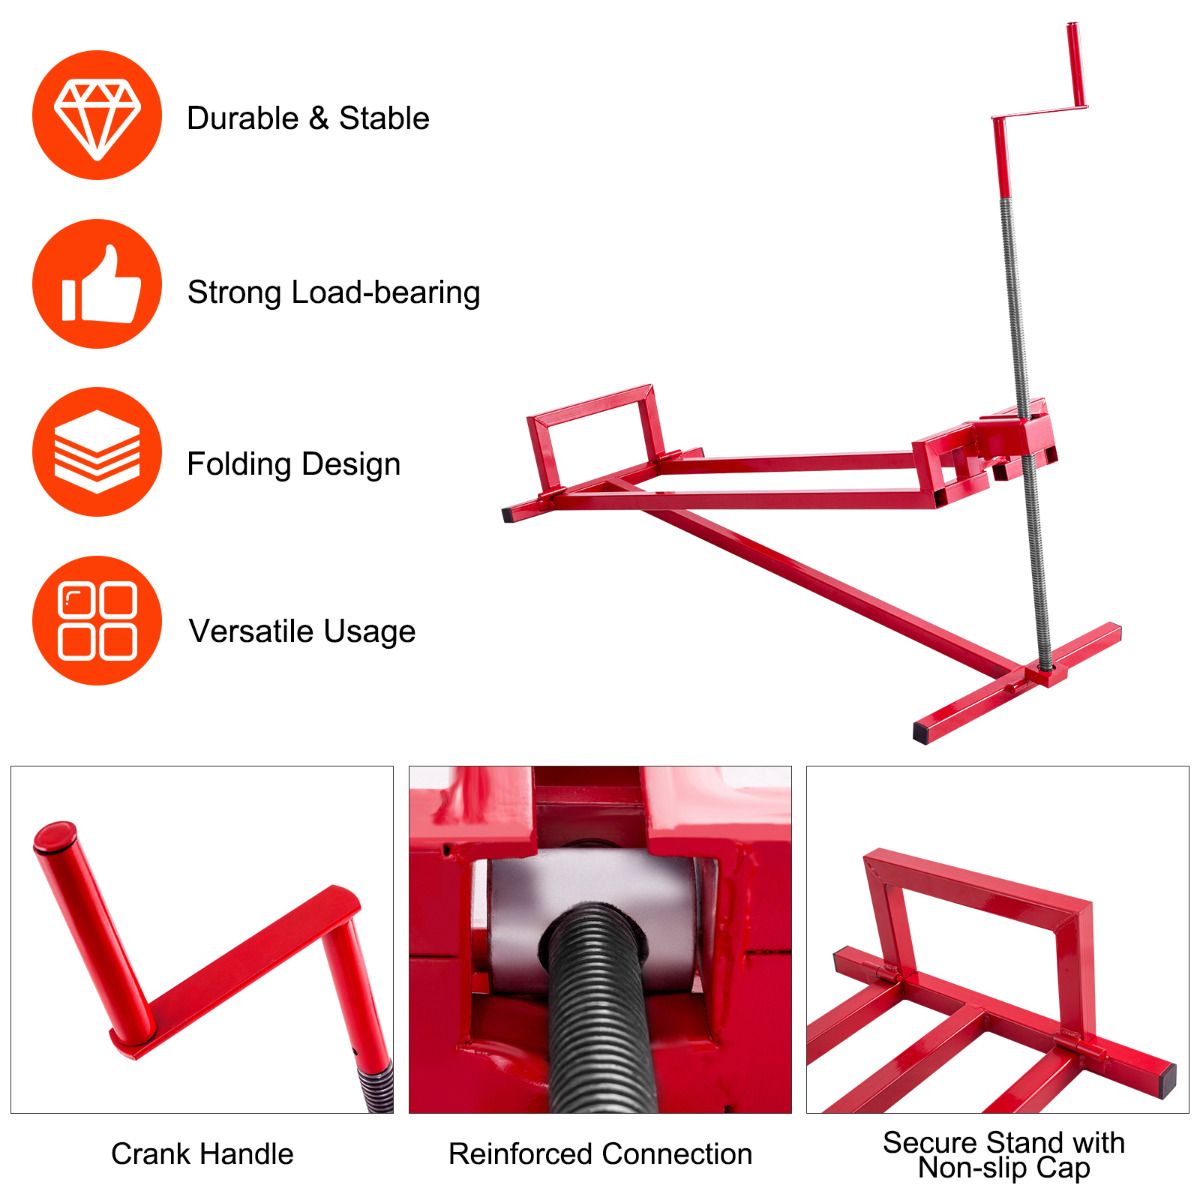 Durable & Stable
Strong Load-bearing
Folding Design
Versatile Usage
Crank Handle
Reinforced Connection
Secure Stand with
Non-slip Cap